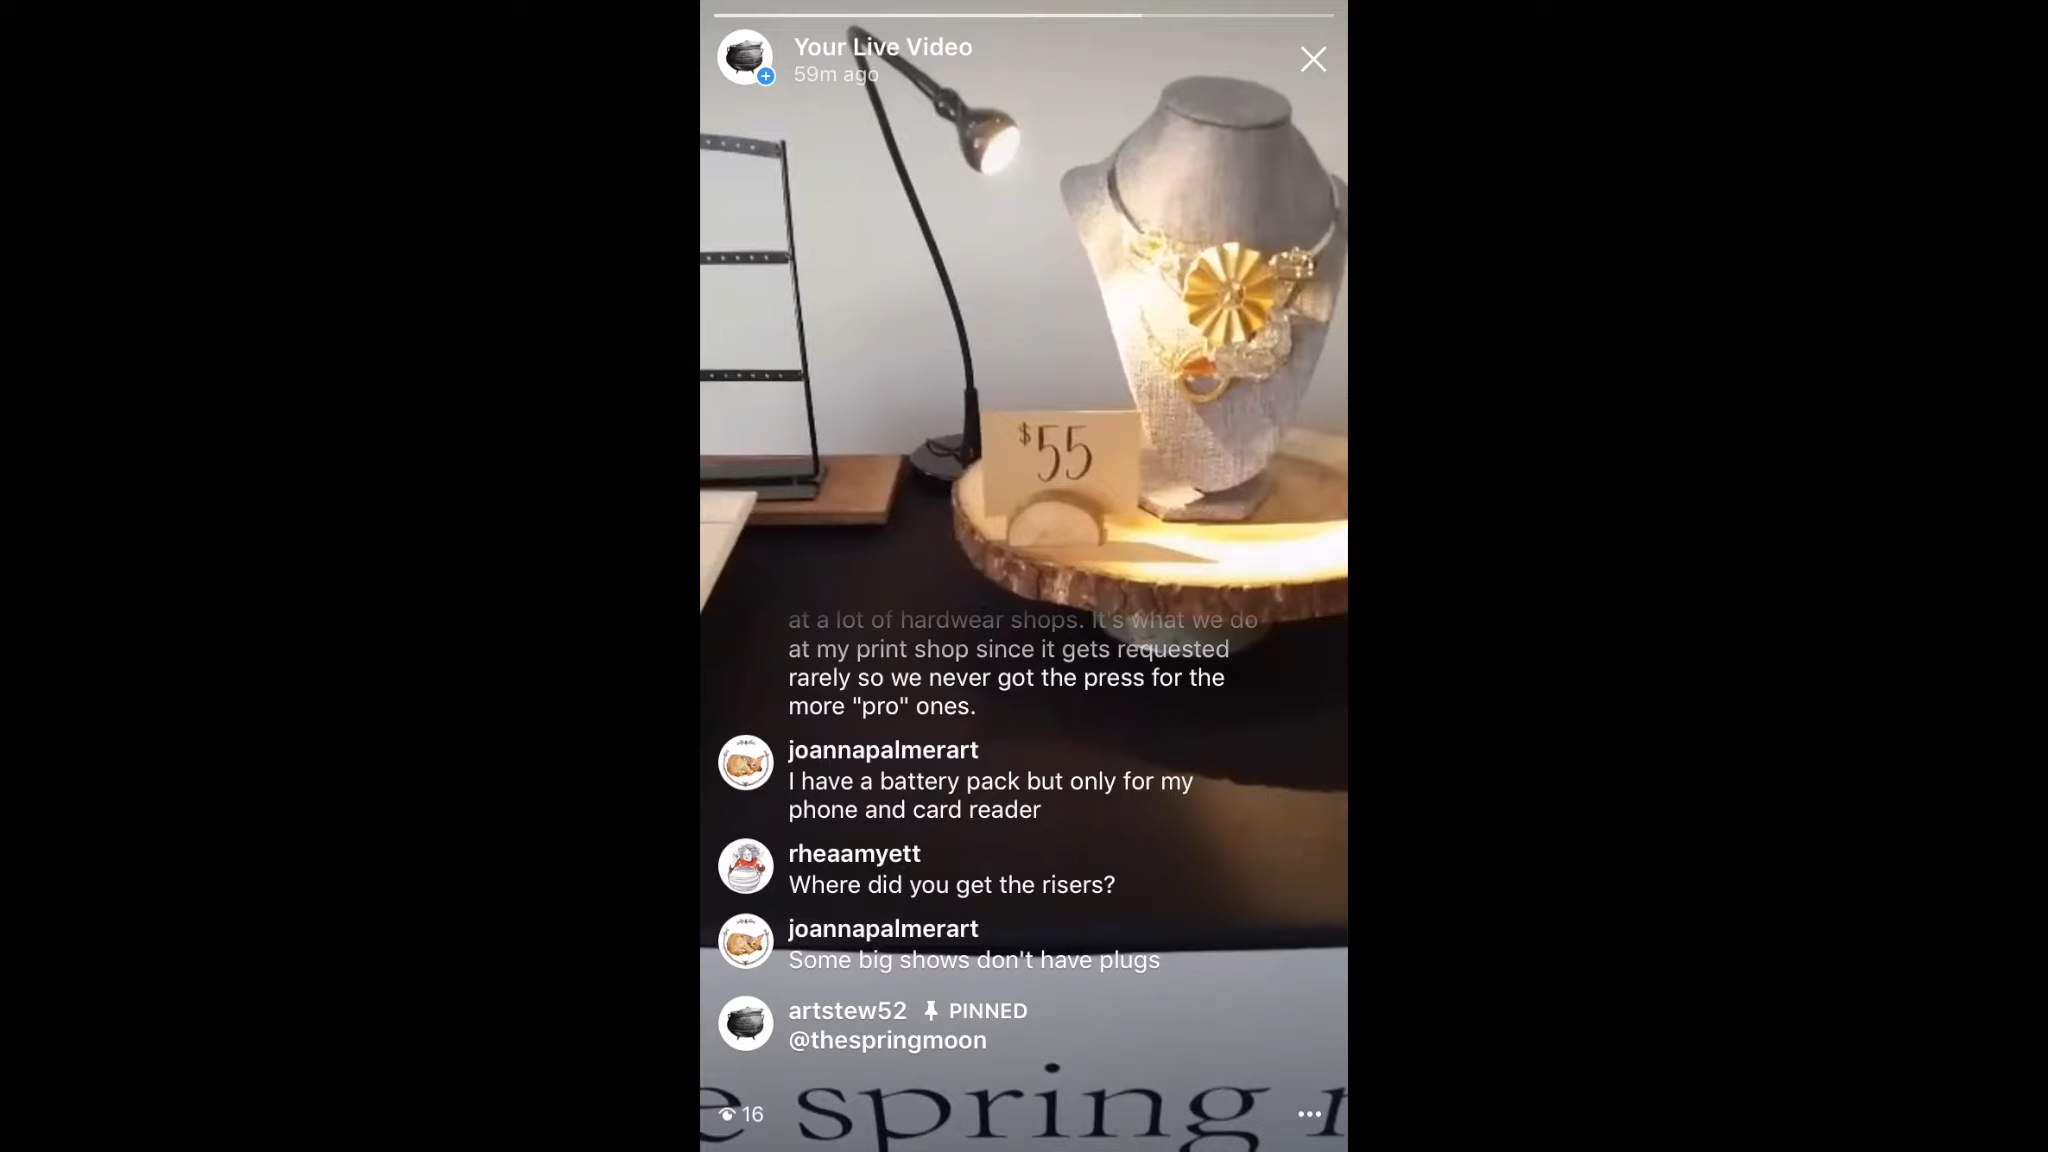 Your Live Video
59m ago
$55
at a lot of hardwear shops. It's what we do
at my print shop since it gets requested
rarely so we never got the press for the
more "pro" ones.
joannapalmerart
I have a battery pack but only for my
phone and card reader
rheaamyett
Where did you get the risers?
joannapalmerart
Some big shows don't have plugs
artstew52 PINNED
@thespringmoon
e spring
16